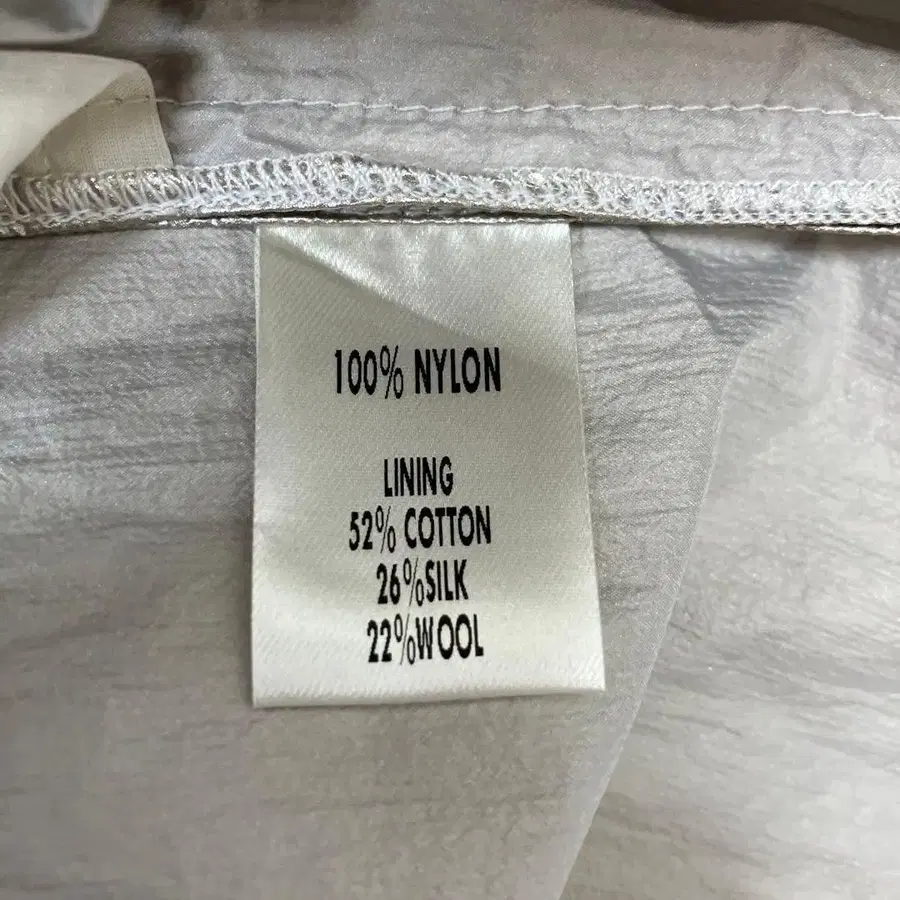 100% NYLON
LINING
52% COTTON
26%SILK
22%WOOL